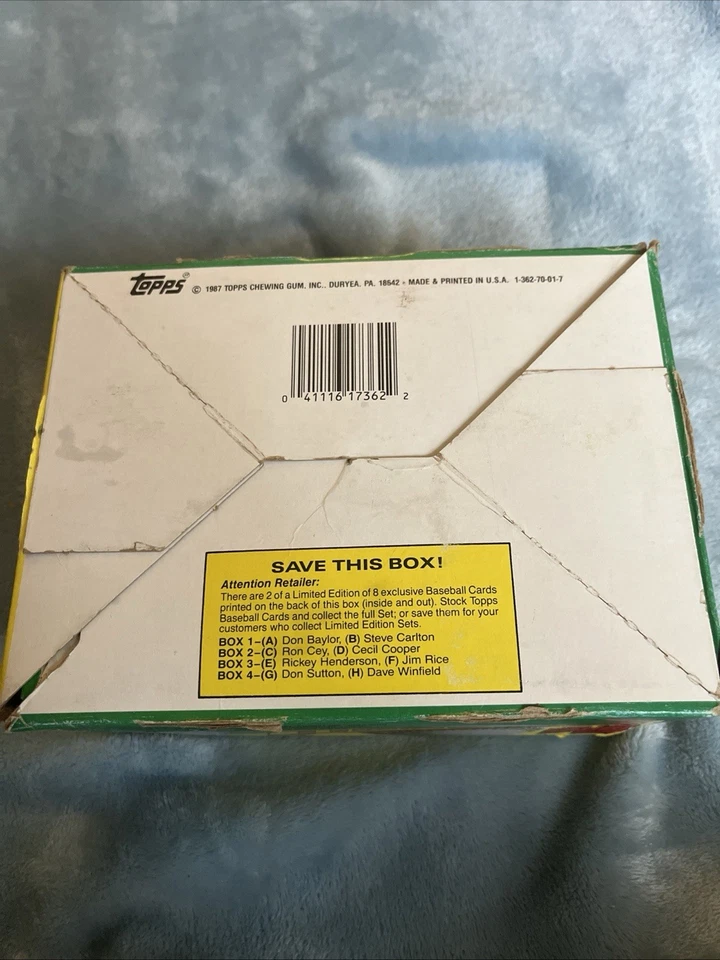 Topps® © 1987 TOPPS CHEWING GUM, INC., DURYEA, PA. 18642 • MADE & PRINTED IN U.S.A. 1-362-70-01-7
0 41116 17362 2
SAVE THIS BOX!
Attention Retailer:
There are 2 of a Limited Edition of 8 exclusive Baseball Cards
printed on the back of this box (inside and out). Stock Topps
Baseball Cards and collect the full Set; or save them for your
customers who collect Limited Edition Sets.
BOX 1–(A) Don Baylor, (B) Steve Carlton
BOX 2–(C) Ron Cey, (D) Cecil Cooper
BOX 3–(E) Rickey Henderson, (F) Jim Rice
BOX 4–(G) Don Sutton, (H) Dave Winfield